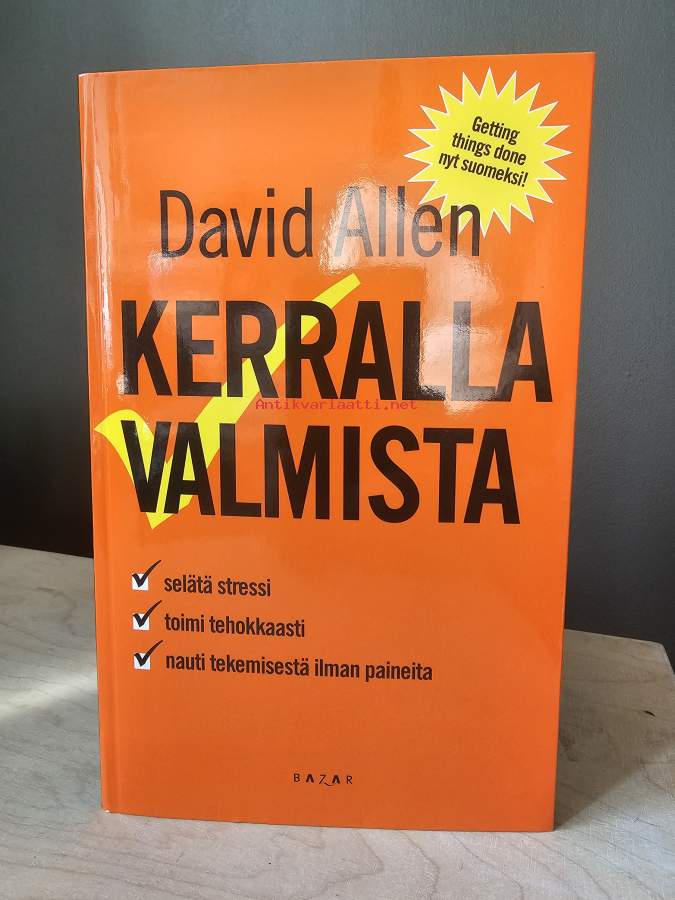 Getting
things done
nyt suomeksi!
David Allen
KERRALLA
Antikvariaatti.net
VALMISTA
selätä stressi
toimi tehokkaasti
nauti tekemisestä ilman paineita
BAZAR